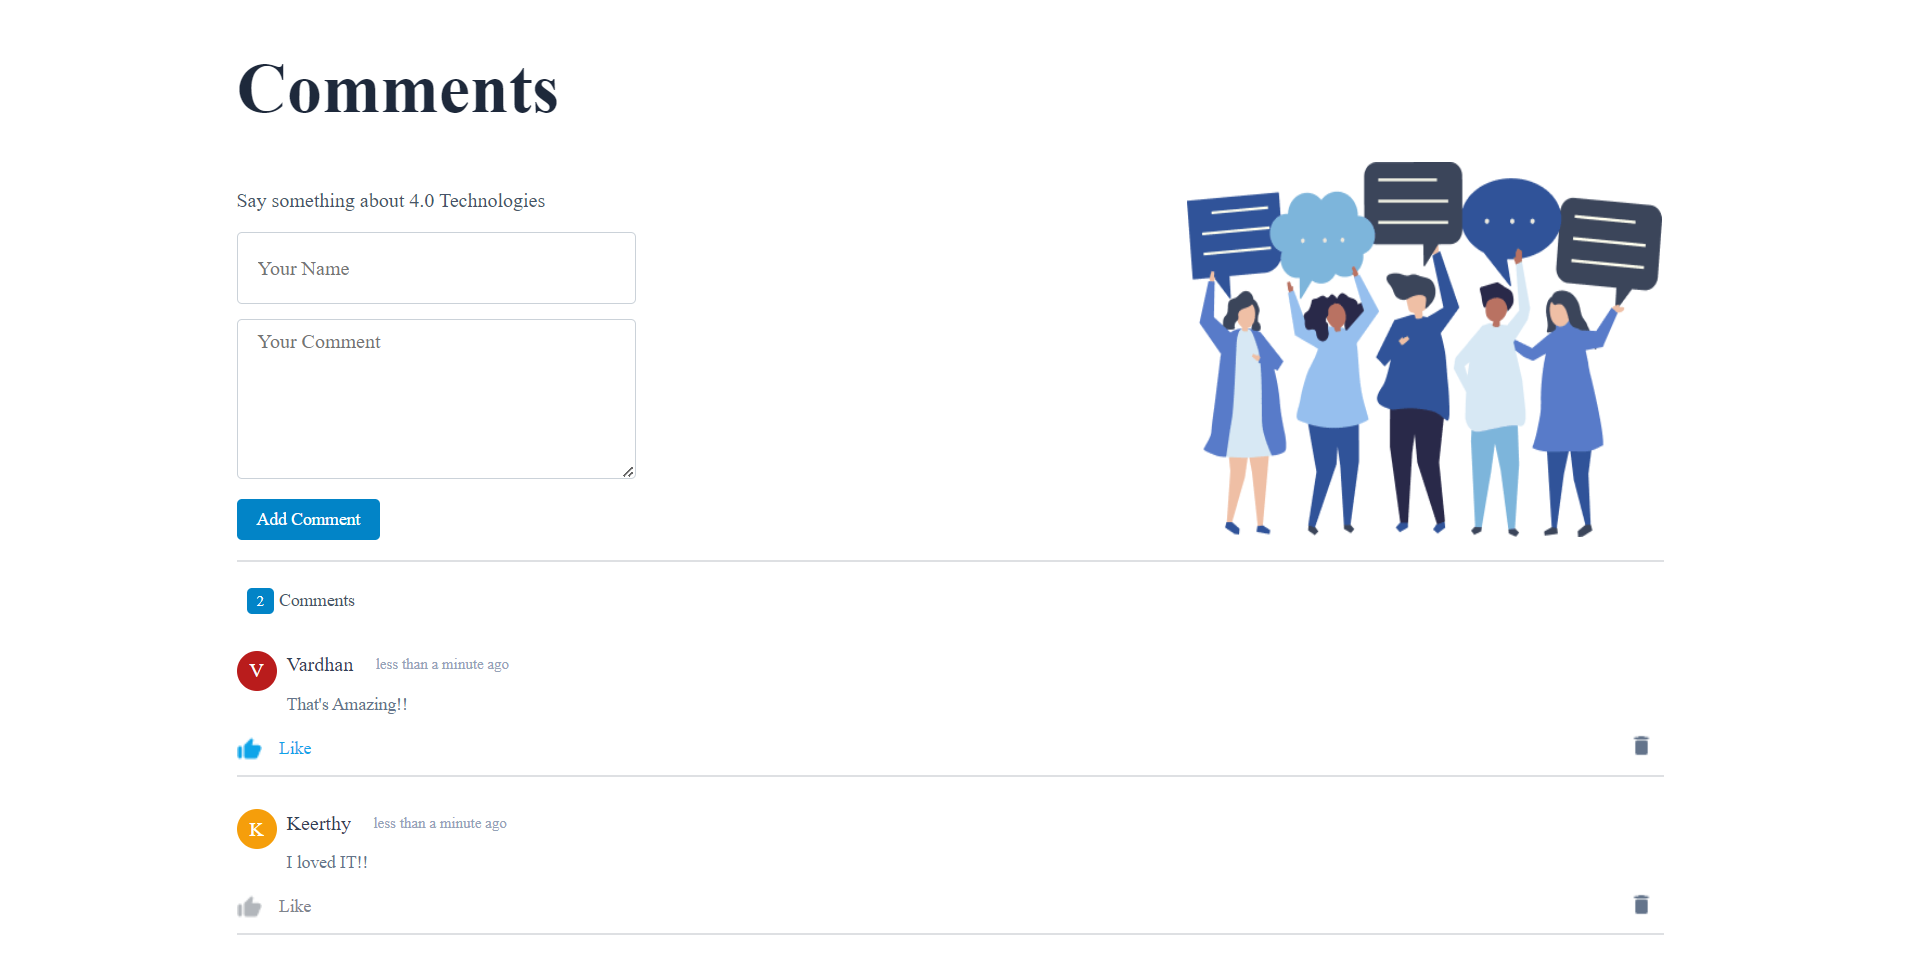 Comments
Say something about 4.0 Technologies
Your Name
Your Comment
Add Comment
2 Comments
V Vardhan less than a minute ago
That's Amazing!!
Like
K Keerthy less than a minute ago
I loved IT!!
Like